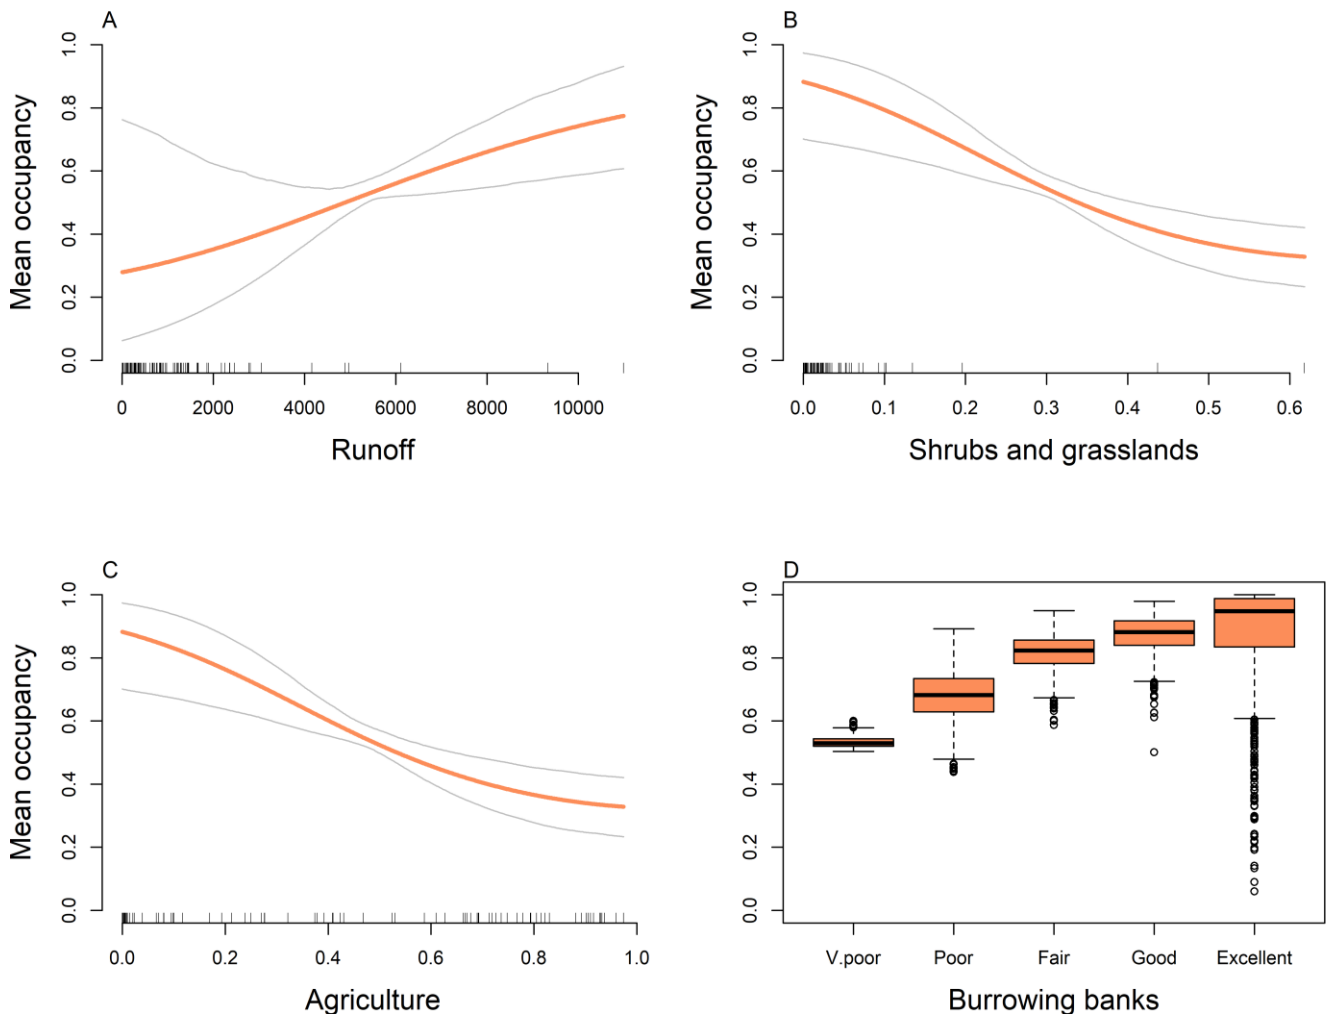 A
Mean occupancy
0.0 0.2 0.4 0.6 0.8 1.0
0 2000 4000 6000 8000 10000
Runoff
B
Mean occupancy
0.0 0.2 0.4 0.6 0.8 1.0
0.0 0.1 0.2 0.3 0.4 0.5 0.6
Shrubs and grasslands
C
Mean occupancy
0.0 0.2 0.4 0.6 0.8 1.0
0.0 0.2 0.4 0.6 0.8 1.0
Agriculture
D
0.0 0.2 0.4 0.6 0.8 1.0
V.poor Poor Fair Good Excellent
Burrowing banks